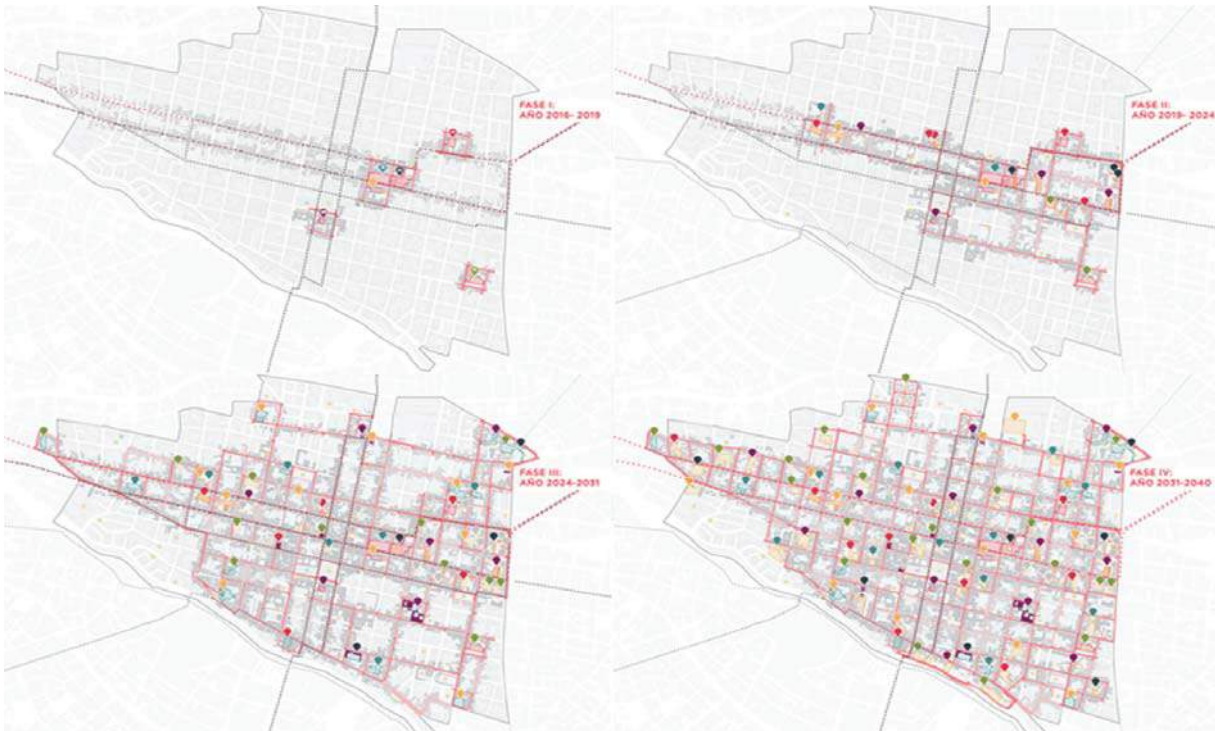 FASE I:
AÑO 2016- 2019
FASE II:
AÑO 2019- 2024
FASE III:
AÑO 2024-2031
FASE IV:
AÑO 2031-2040